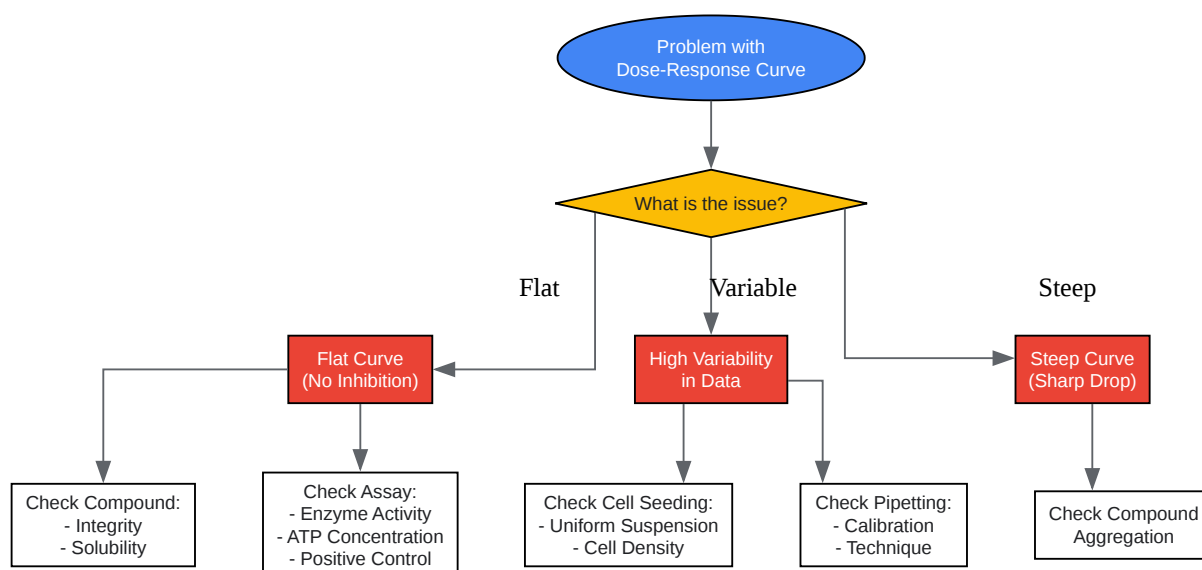 Problem with
Dose-Response Curve
What is the issue?
Flat
Variable
Steep
Flat Curve
(No Inhibition)
High Variability
in Data
Steep Curve
(Sharp Drop)
Check Compound:
- Integrity
- Solubility
Check Assay:
- Enzyme Activity
- ATP Concentration
- Positive Control
Check Cell Seeding:
- Uniform Suspension
- Cell Density
Check Pipetting:
- Calibration
- Technique
Check Compound
Aggregation